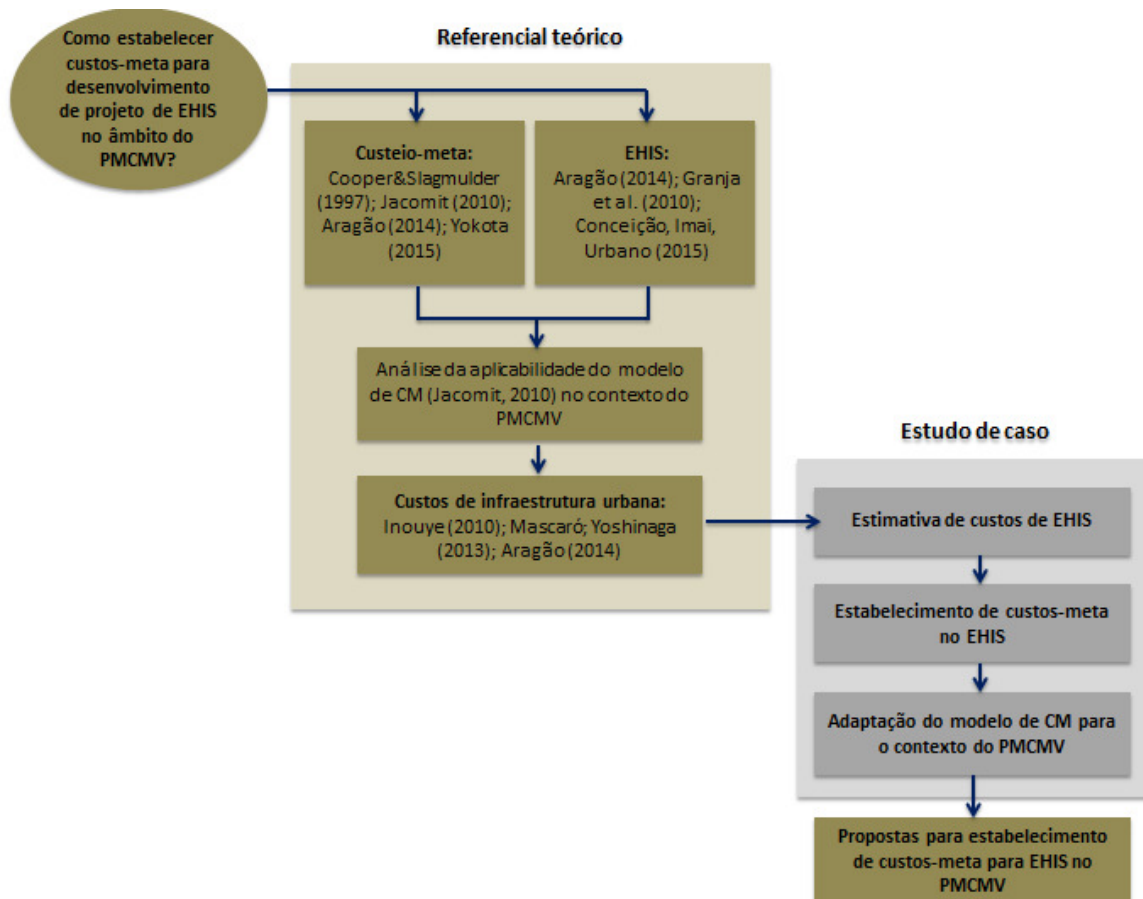 Como estabelecer
custos-meta para
desenvolvimento
de projeto de EHIS
no âmbito do
PMCMV?
Referencial teórico
Custeio-meta:
Cooper&Slagmulder
(1997); Jacomit (2010);
Aragão (2014); Yokota
(2015)
EHIS:
Aragão (2014); Granja
et al. (2010);
Conceição, Imai,
Urbano (2015)
Análise da aplicabilidade do modelo
de CM (Jacomit, 2010) no contexto do
PMCMV
Custos de infraestrutura urbana:
Inouye (2010); Mascaró; Yoshinaga
(2013); Aragão (2014)
Estudo de caso
Estimativa de custos de EHIS
Estabelecimento de custos-meta
no EHIS
Adaptação do modelo de CM para
o contexto do PMCMV
Propostas para estabelecimento
de custos-meta para EHIS no
PMCMV